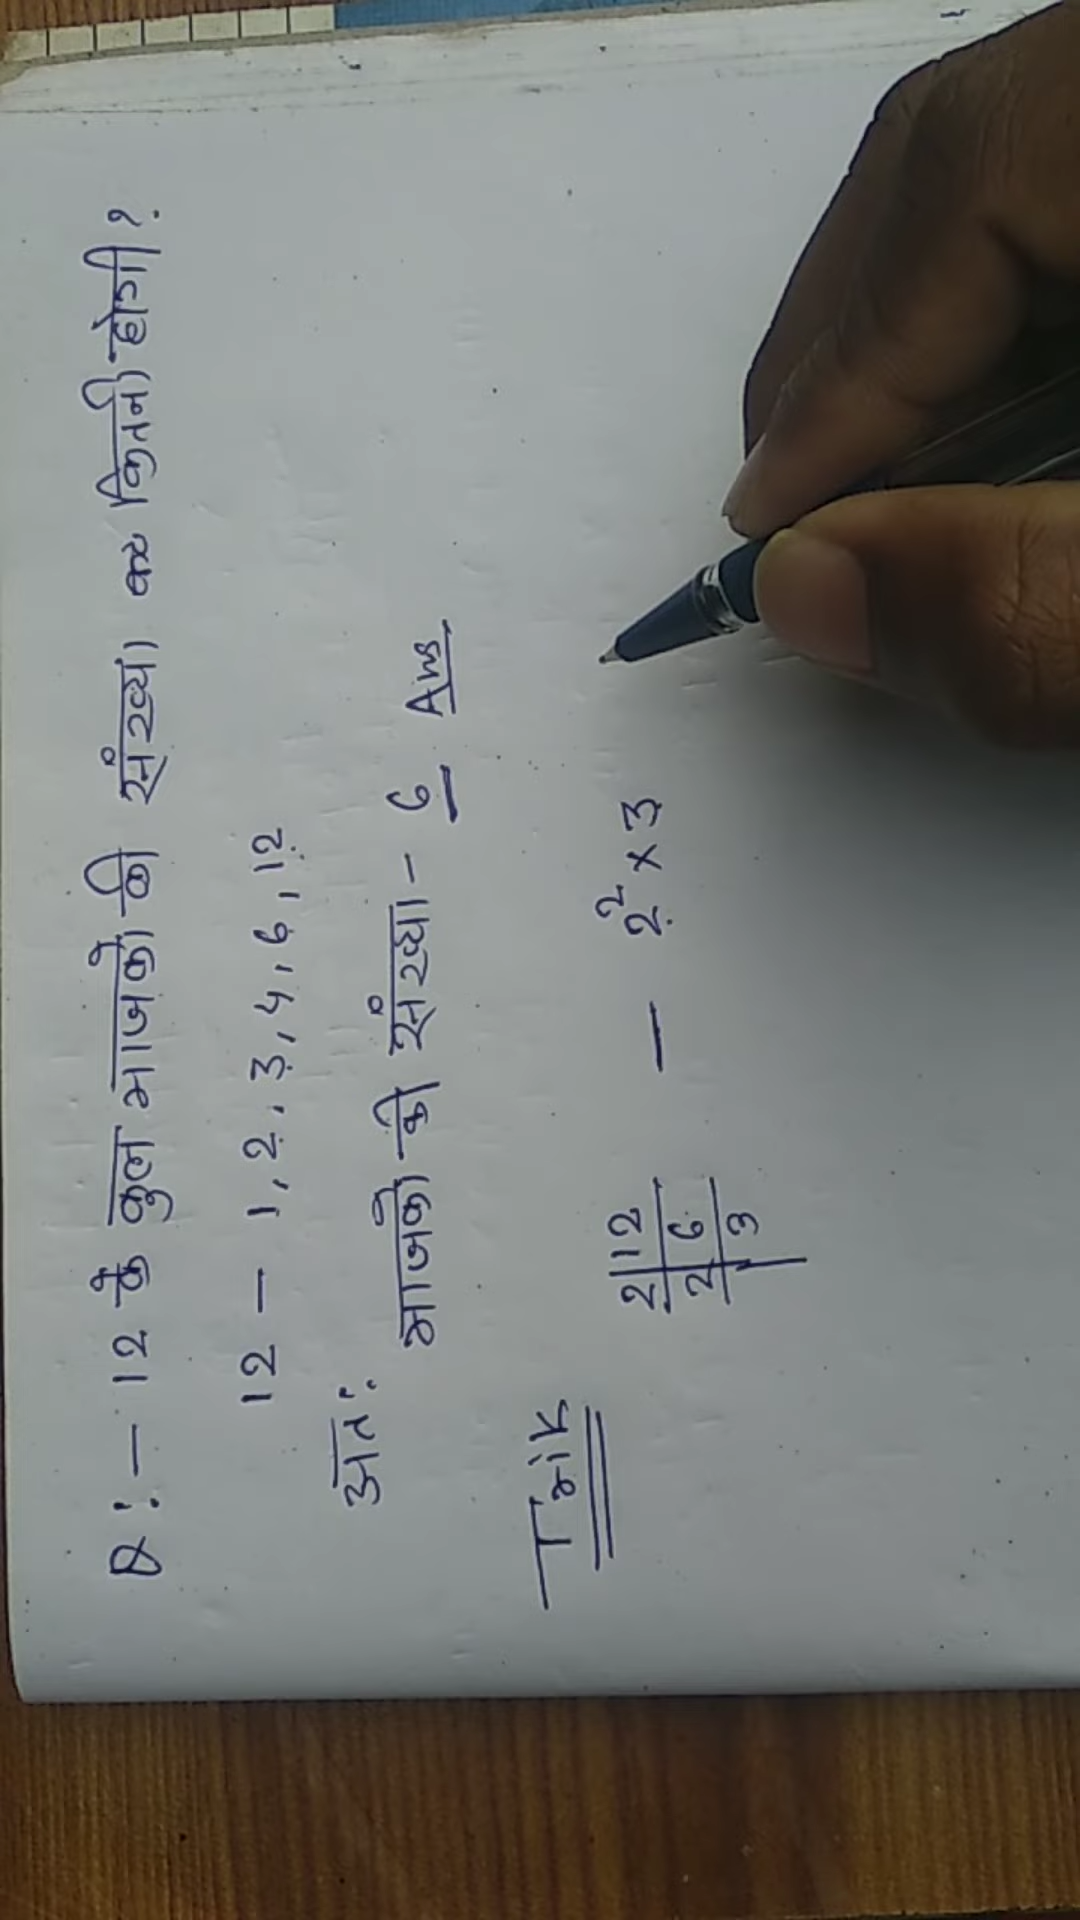 Q:- 12 के कुल भाजको की संख्या कितनी होगी?
12 - 1, 2, 3, 4, 6, 12
अत: भाजको की संख्या - 6 Ans
Trik
2 12 - 2² × 3
2 6
3